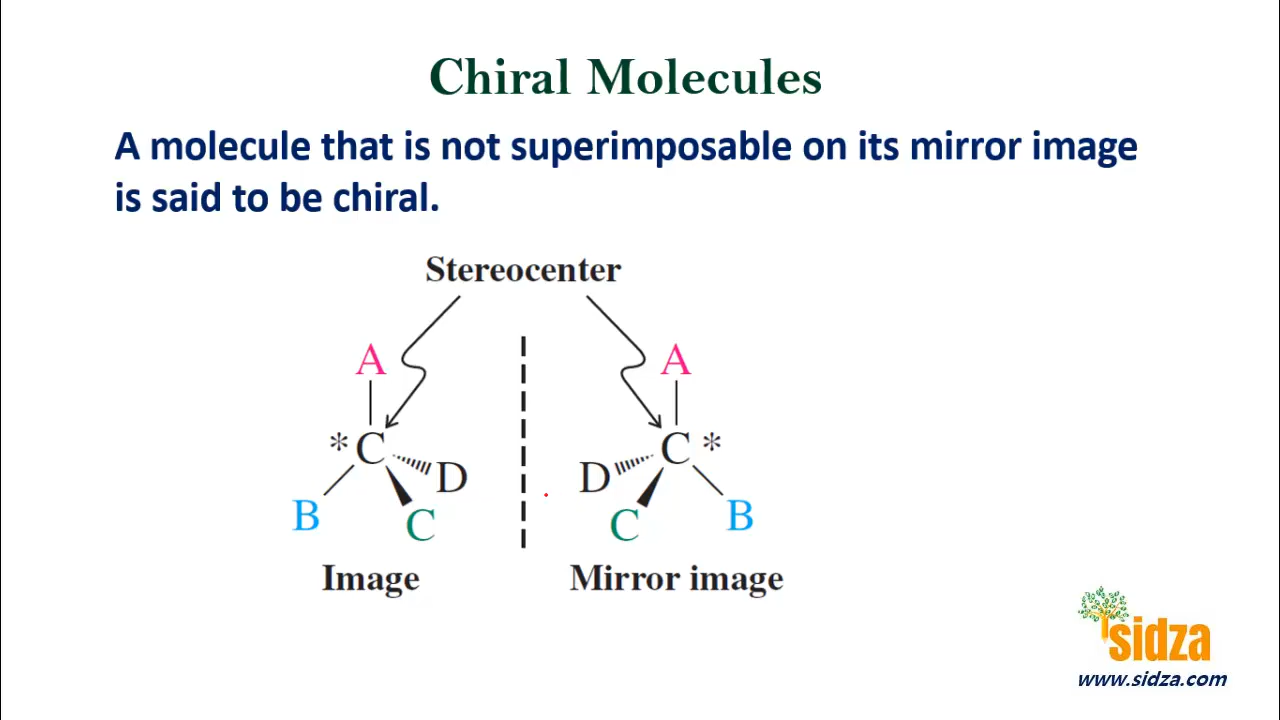 Chiral Molecules
A molecule that is not superimposable on its mirror image
is said to be chiral.
Stereocenter
A A
*C C*
D D
B C C B
Image Mirror image
sidza
www.sidza.com